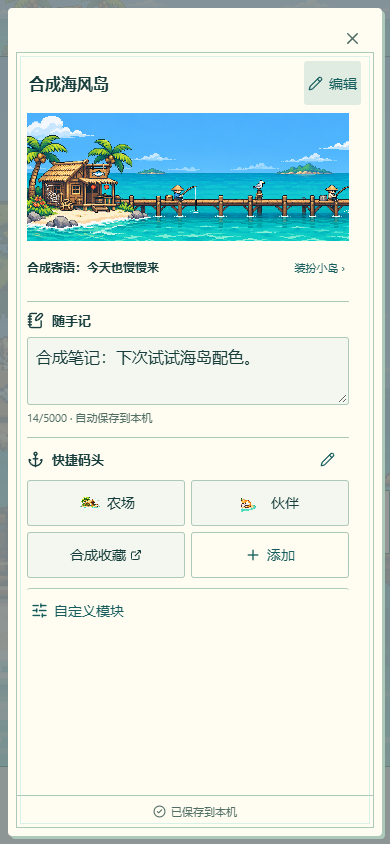 合成海风岛
编辑
合成寄语：今天也慢慢来
装扮小岛 ›
随手记
合成笔记：下次试试海岛配色。
14/5000 · 自动保存到本机
快捷码头
农场
伙伴
合成收藏
添加
自定义模块
已保存到本机